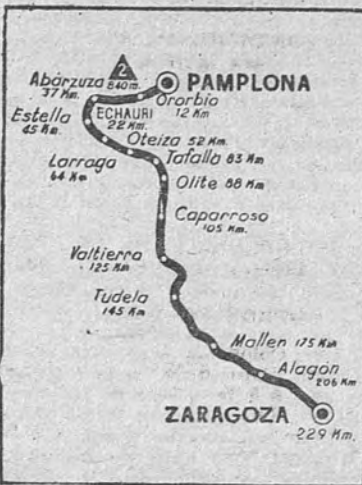 2
840 m.
PAMPLONA
Abárzuza
37 Km.
Ororbia
12 Km
ECHAURI
22 Km.
Estella
45 Km
Oteiza 52 Km.
Larraga
64 Km
Tafalla 83 Km
Olite 88 Km
Caparroso
105 Km.
Valtierra
125 Km
Tudela
145 Km
Mallen 175 Km
Alagón
206 Km
ZARAGOZA
229 Km.